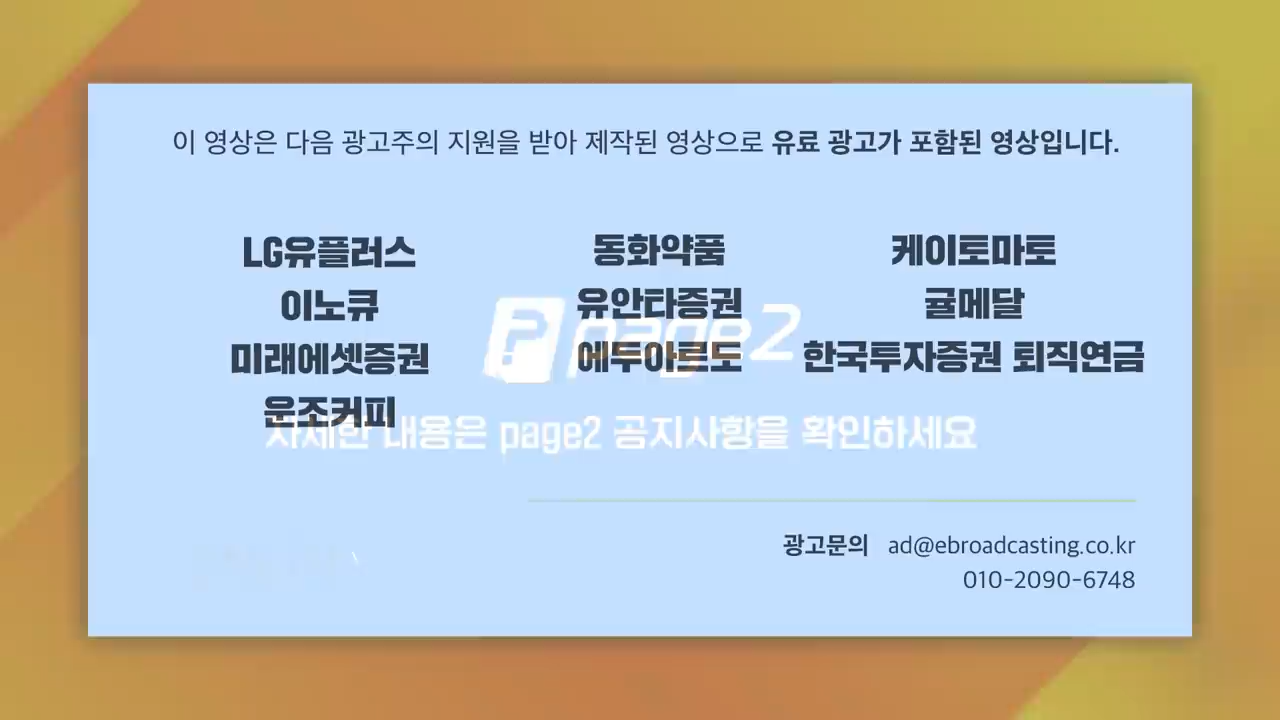 이 영상은 다음 광고주의 지원을 받아 제작된 영상으로 유료 광고가 포함된 영상입니다.
LG유플러스
이노큐
미래에셋증권
운조커피
동화약품
유안타증권
에두아르도
케이토마토
귤메달
한국투자증권 퇴직연금
page2
자세한 내용은 page2 공지사항을 확인하세요
광고문의 ad@ebroadcasting.co.kr
010-2090-6748